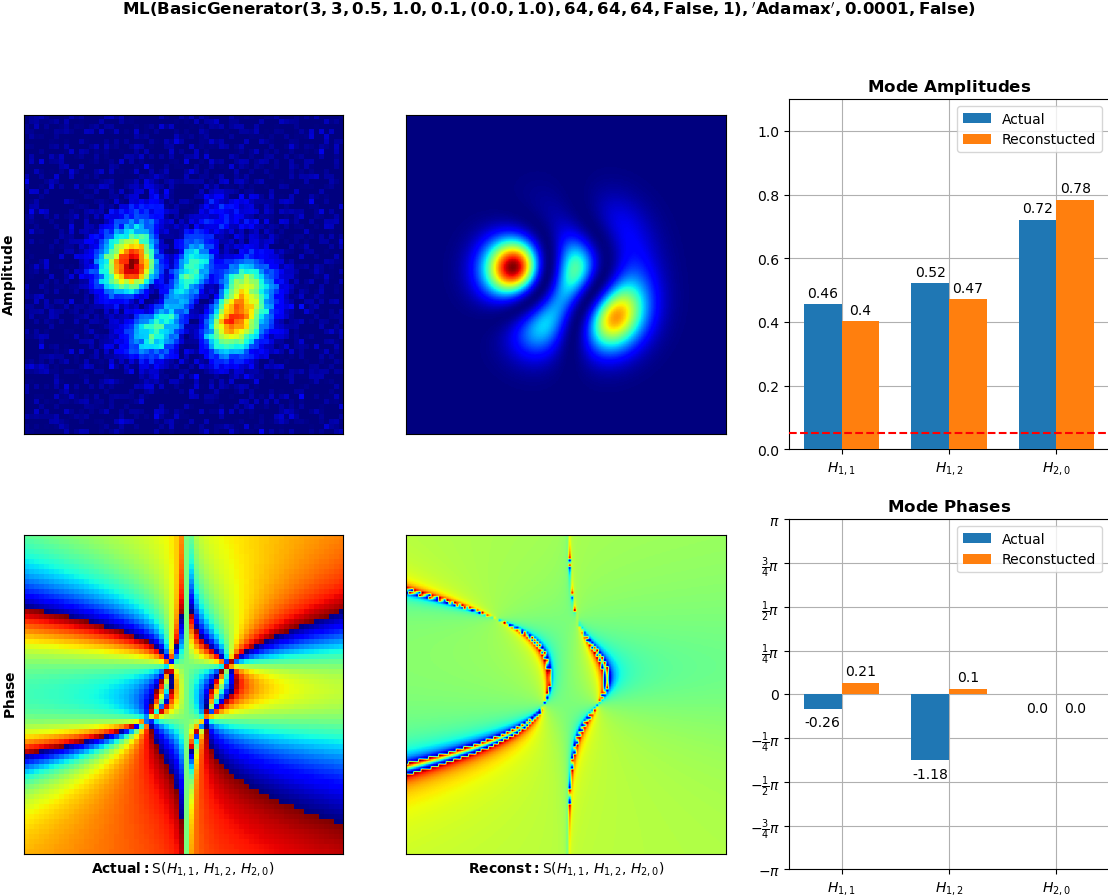 ML(BasicGenerator(3, 3, 0.5, 1.0, 0.1, (0.0, 1.0), 64, 64, 64, False, 1), ′Adamax′, 0.0001, False)
Amplitude
Mode Amplitudes
Actual
Reconstucted
1.0
0.8
0.6
0.4
0.2
0.0
0.46
0.4
0.52
0.47
0.72
0.78
H1,1
H1,2
H2,0
Phase
Actual: S(H1,1, H1,2, H2,0)
Reconst: S(H1,1, H1,2, H2,0)
Mode Phases
Actual
Reconstucted
π
3/4π
1/2π
1/4π
0
−1/4π
−1/2π
−3/4π
−π
-0.26
0.21
-1.18
0.1
0.0
0.0
H1,1
H1,2
H2,0